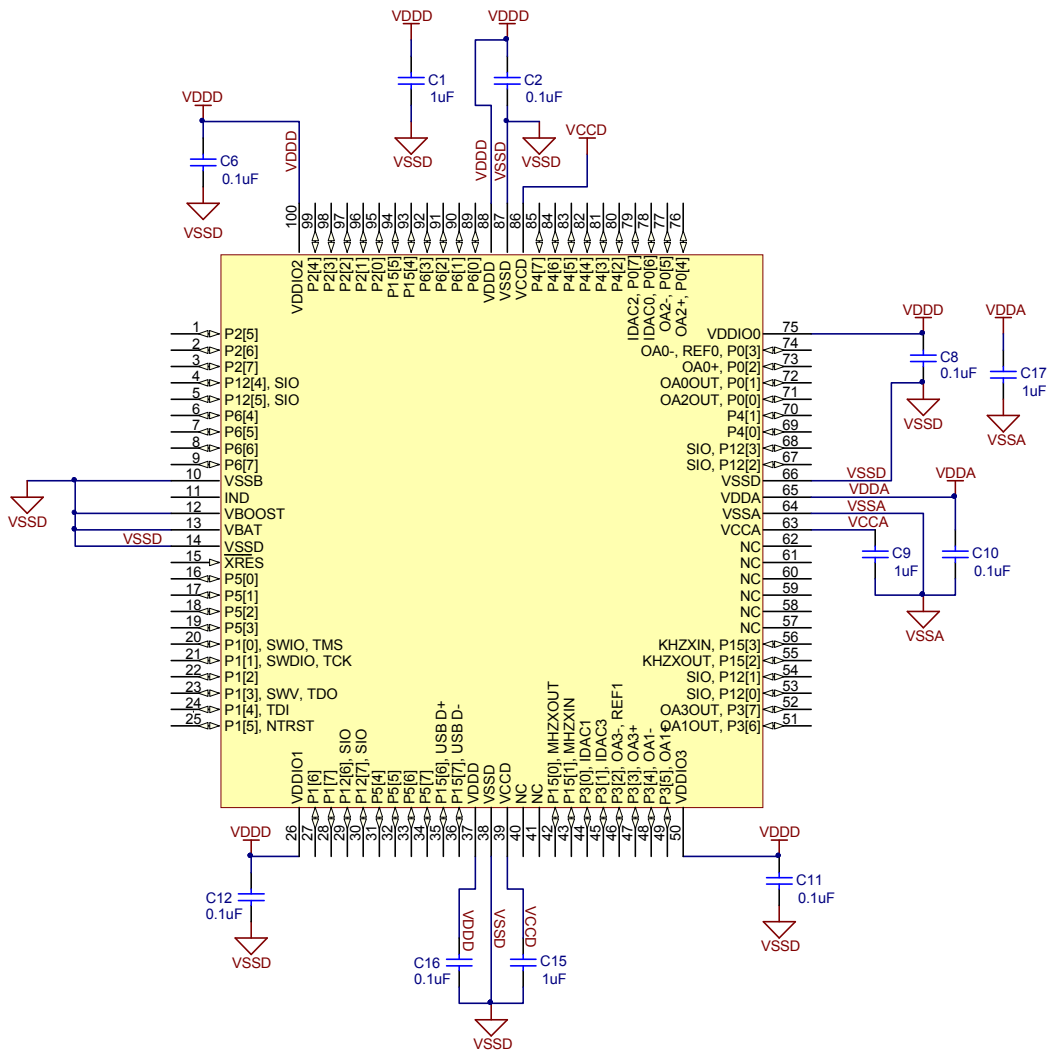 VDDD
VDDD
C1
1uF
C2
0.1uF
VSSD
VSSD
VCCD
VDDD
C6
0.1uF
VSSD
VDDD
VDDD
VSSD
100
99
98
97
96
95
94
93
92
91
90
89
88
87
86
85
84
83
82
81
80
79
78
77
76
VDDIO2
P2[4]
P2[3]
P2[2]
P2[1]
P2[0]
P15[5]
P15[4]
P6[3]
P6[2]
P6[1]
P6[0]
VDDD
VSSD
VCCD
P4[7]
P4[6]
P4[5]
P4[4]
P4[3]
P4[2]
IDAC2, P0[7]
IDAC0, P0[6]
OA2-, P0[5]
OA2+, P0[4]
1 P2[5]
2 P2[6]
3 P2[7]
4 P12[4], SIO
5 P12[5], SIO
6 P6[4]
7 P6[5]
8 P6[6]
9 P6[7]
10 VSSB
11 IND
12 VBOOST
13 VBAT
VSSD 14 VSSD
15 XRES
16 P5[0]
17 P5[1]
18 P5[2]
19 P5[3]
20 P1[0], SWIO, TMS
21 P1[1], SWDIO, TCK
22 P1[2]
23 P1[3], SWV, TDO
24 P1[4], TDI
25 P1[5], NTRST
VSSD
VDDIO0 75
OA0-, REF0, P0[3] 74
OA0+, P0[2] 73
OA0OUT, P0[1] 72
OA2OUT, P0[0] 71
P4[1] 70
P4[0] 69
SIO, P12[3] 68
SIO, P12[2] 67
VSSD 66 VSSD
VDDA 65 VDDA
VSSA 64 VSSA
VCCA 63 VCCA
NC 62
NC 61
NC 60
NC 59
NC 58
NC 57
KHZXIN, P15[3] 56
KHZXOUT, P15[2] 55
SIO, P12[1] 54
SIO, P12[0] 53
OA3OUT, P3[7] 52
OA1OUT, P3[6] 51
VDDD
C8
0.1uF
VSSD
VDDA
C17
1uF
VSSA
VDDA
C9
1uF
C10
0.1uF
VSSA
VDDIO1
P1[6]
P1[7]
P12[6], SIO
P12[7], SIO
P5[4]
P5[5]
P5[6]
P5[7]
P15[6], USB D+
P15[7], USB D-
VDDD
VSSD
VCCD
NC
NC
P15[0], MHZXOUT
P15[1], MHZXIN
P3[0], IDAC1
P3[1], IDAC3
P3[2], OA3-, REF1
P3[3], OA3+
P3[4], OA1-
P3[5], OA1+
VDDIO3
26
27
28
29
30
31
32
33
34
35
36
37
38
39
40
41
42
43
44
45
46
47
48
49
50
VDDD
C12
0.1uF
VSSD
VDDD
VSSD
VCCD
C16
0.1uF
C15
1uF
VSSD
VDDD
C11
0.1uF
VSSD